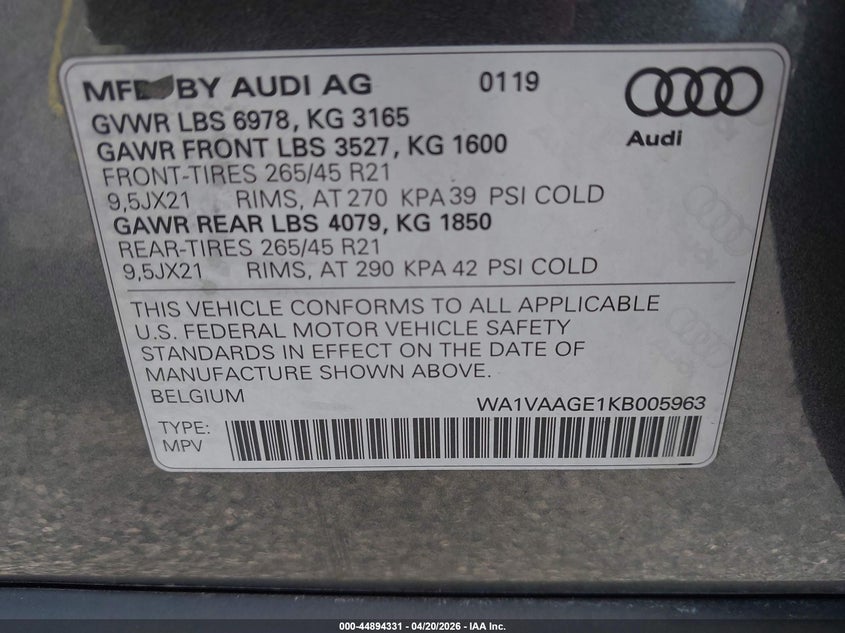 MF BY AUDI AG 0119
GVWR LBS 6978, KG 3165
GAWR FRONT LBS 3527, KG 1600
FRONT-TIRES 265/45 R21
9,5JX21 RIMS, AT 270 KPA 39 PSI COLD
GAWR REAR LBS 4079, KG 1850
REAR-TIRES 265/45 R21
9,5JX21 RIMS, AT 290 KPA 42 PSI COLD
Audi
THIS VEHICLE CONFORMS TO ALL APPLICABLE
U.S. FEDERAL MOTOR VEHICLE SAFETY
STANDARDS IN EFFECT ON THE DATE OF
MANUFACTURE SHOWN ABOVE.
BELGIUM
WA1VAAGE1KB005963
TYPE:
MPV
000-44894331 - 04/20/2026 - IAA Inc.